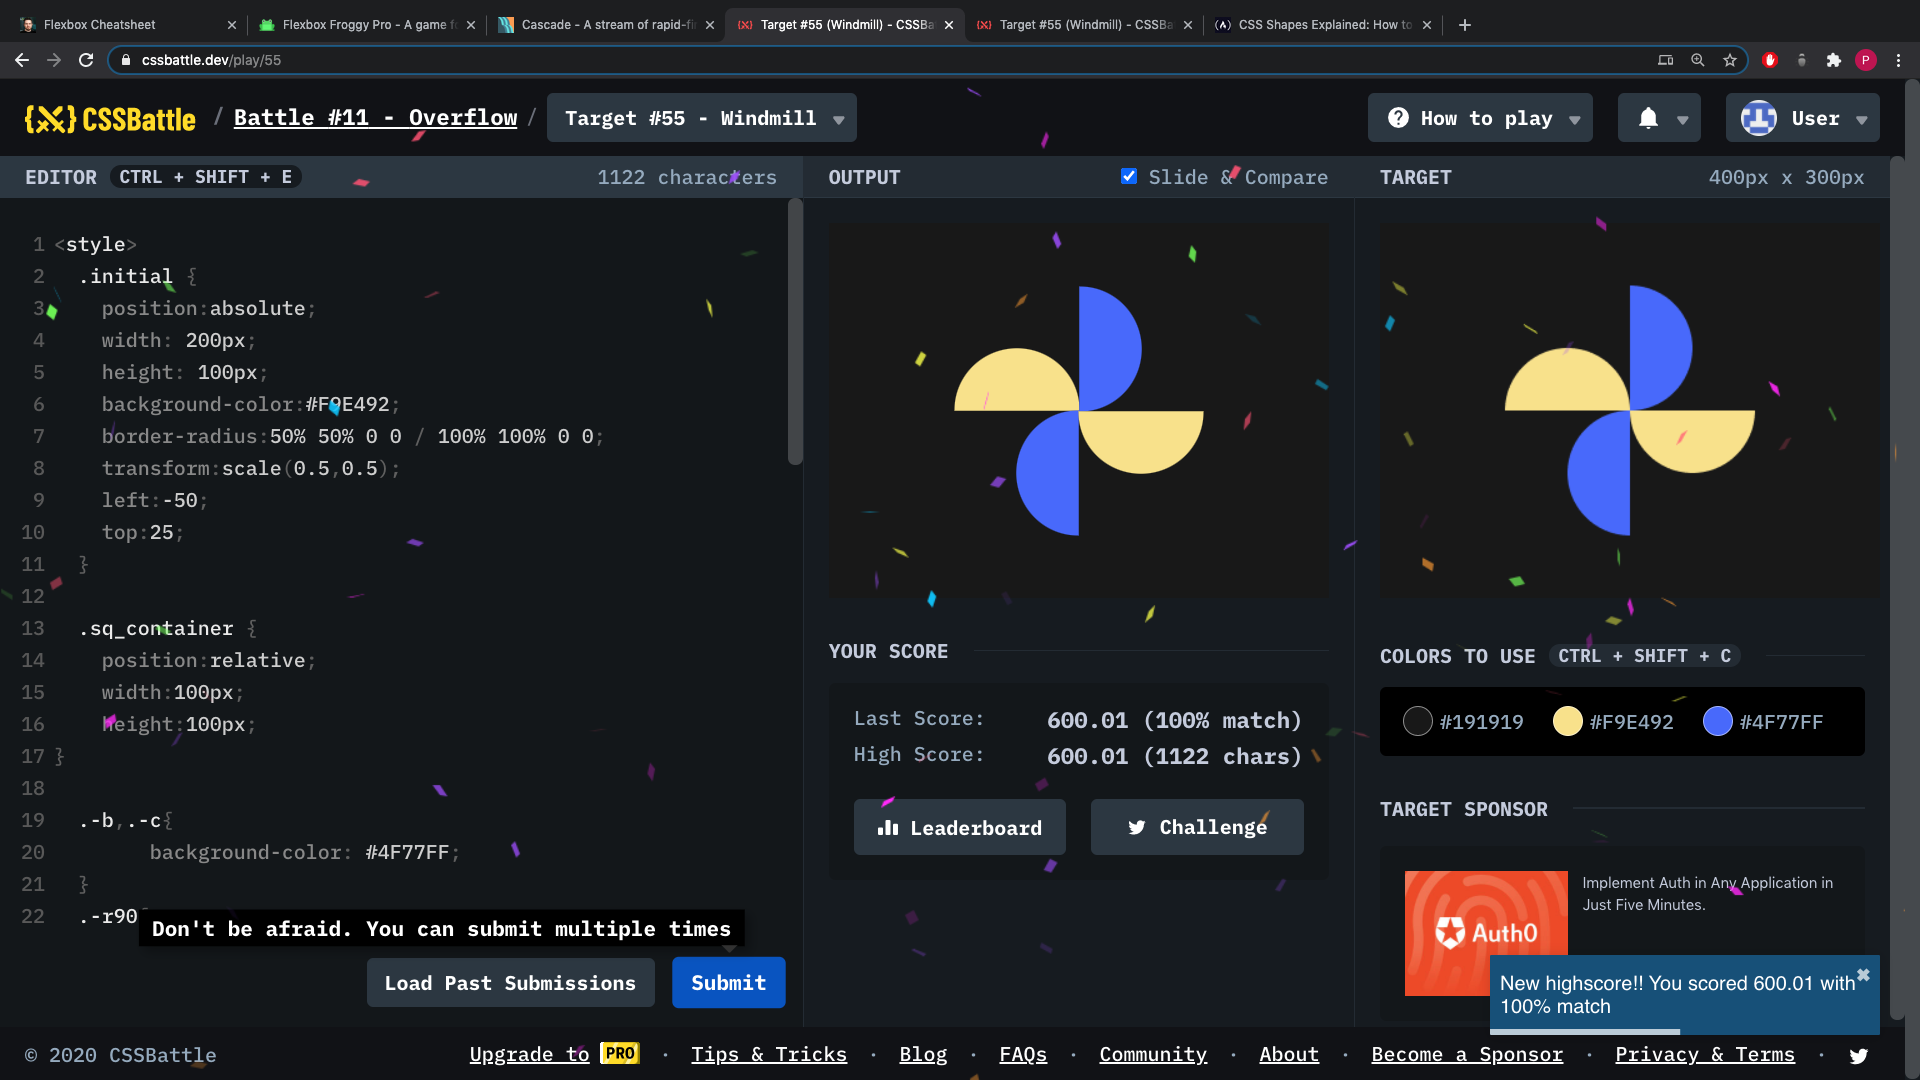 Flexbox Cheatsheet
Flexbox Froggy Pro - A game f
Cascade - A stream of rapid-fi
Target #55 (Windmill) - CSSBa
Target #55 (Windmill) - CSSBa
CSS Shapes Explained: How to
cssbattle.dev/play/55
P
CSSBattle / Battle #11 - Overflow / Target #55 - Windmill
How to play
User
EDITOR CTRL + SHIFT + E 1122 characters
OUTPUT Slide & Compare
TARGET 400px x 300px
1 <style>
2 .initial {
3 position:absolute;
4 width: 200px;
5 height: 100px;
6 background-color:#F9E492;
7 border-radius:50% 50% 0 0 / 100% 100% 0 0;
8 transform:scale(0.5,0.5);
9 left:-50;
10 top:25;
11 }
12
13 .sq_container {
14 position:relative;
15 width:100px;
16 height:100px;
17 }
18
19 .-b,.-c{
20 background-color: #4F77FF;
21 }
22 .-r90
Don't be afraid. You can submit multiple times
Load Past Submissions
Submit
YOUR SCORE
Last Score: 600.01 (100% match)
High Score: 600.01 (1122 chars)
Leaderboard
Challenge
COLORS TO USE CTRL + SHIFT + C
#191919 #F9E492 #4F77FF
TARGET SPONSOR
Auth0
Implement Auth in Any Application in
Just Five Minutes.
New highscore!! You scored 600.01 with
100% match
© 2020 CSSBattle
Upgrade to PRO · Tips & Tricks · Blog · FAQs · Community · About · Become a Sponsor · Privacy & Terms ·